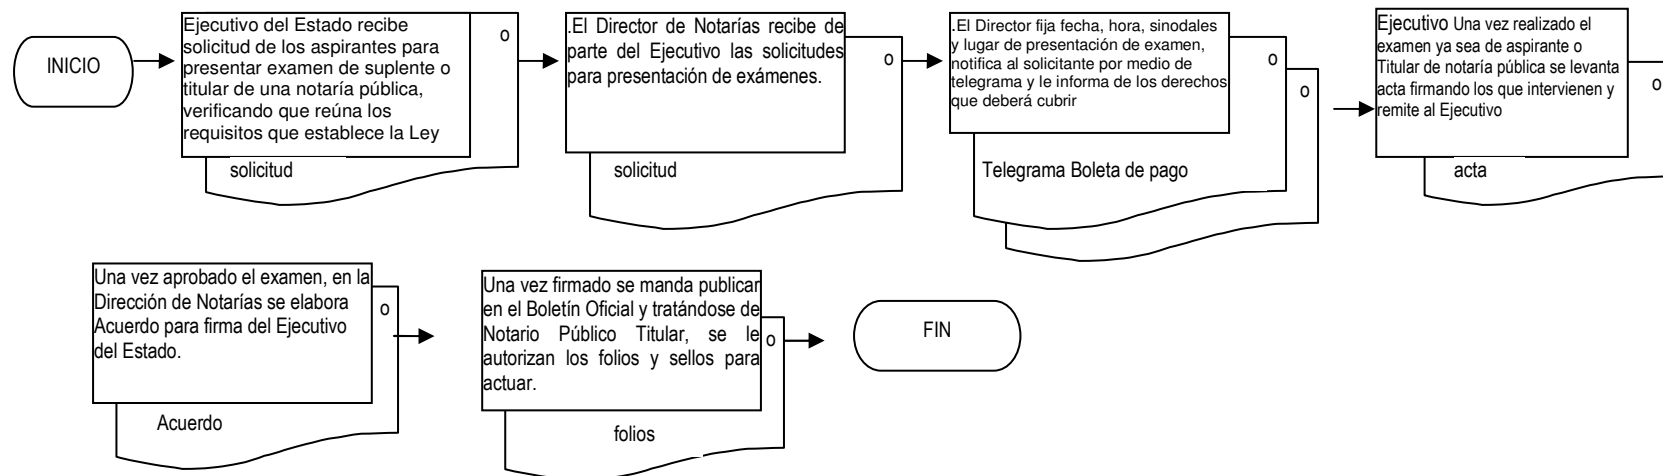 INICIO
Ejecutivo del Estado recibe
solicitud de los aspirantes para
presentar examen de suplente o
titular de una notaría pública,
verificando que reúna los
requisitos que establece la Ley
o
solicitud
.El Director de Notarías recibe de
parte del Ejecutivo las solicitudes
para presentación de exámenes.
o
solicitud
.El Director fija fecha, hora, sinodales
y lugar de presentación de examen,
notifica al solicitante por medio de
telegrama y le informa de los derechos
que deberá cubrir
o
o
Telegrama Boleta de pago
Ejecutivo Una vez realizado el
examen ya sea de aspirante o
Titular de notaría pública se levanta
acta firmando los que intervienen y
remite al Ejecutivo
o
acta
Una vez aprobado el examen, en la
Dirección de Notarías se elabora
Acuerdo para firma del Ejecutivo
del Estado.
o
Acuerdo
Una vez firmado se manda publicar
en el Boletín Oficial y tratándose de
Notario Público Titular, se le
autorizan los folios y sellos para
actuar.
o
folios
FIN